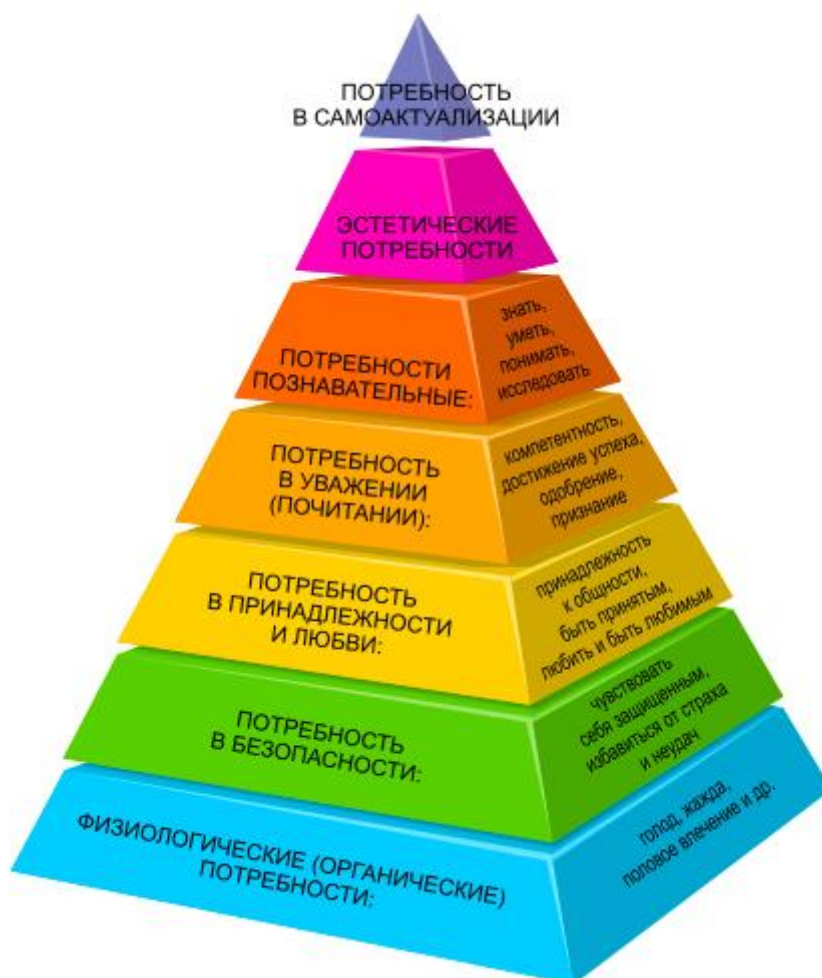 ПОТРЕБНОСТЬ
В САМОАКТУАЛИЗАЦИИ
ЭСТЕТИЧЕСКИЕ
ПОТРЕБНОСТИ
ПОТРЕБНОСТИ
ПОЗНАВАТЕЛЬНЫЕ:
знать,
уметь,
понимать,
исследовать
ПОТРЕБНОСТЬ
В УВАЖЕНИИ
(ПОЧИТАНИИ):
компетентность,
достижение успеха,
одобрение,
признание
ПОТРЕБНОСТЬ
В ПРИНАДЛЕЖНОСТИ
И ЛЮБВИ:
принадлежность
к общности,
быть принятым,
любить и быть любимым
ПОТРЕБНОСТЬ
В БЕЗОПАСНОСТИ:
чувствовать
себя защищенным,
избавиться от страха
и неудач
ФИЗИОЛОГИЧЕСКИЕ (ОРГАНИЧЕСКИЕ)
ПОТРЕБНОСТИ:
голод, жажда,
половое влечение и др.